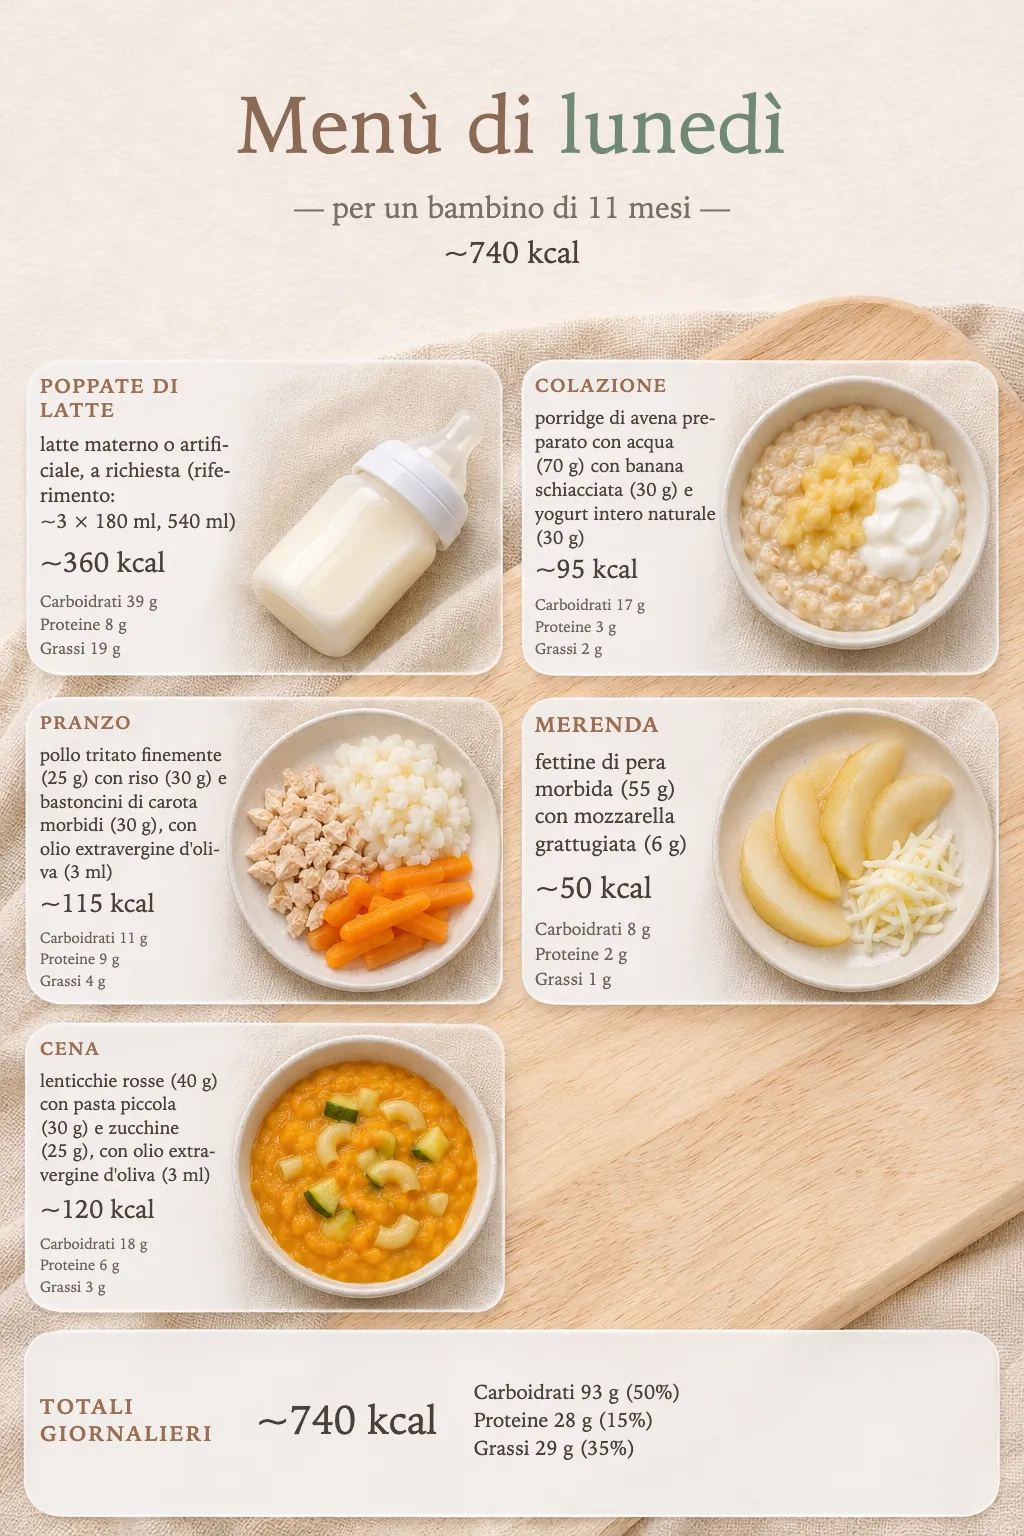 Menù di lunedì
— per un bambino di 11 mesi —
~740 kcal
POPPATE DI
LATTE
latte materno o artifi-
ciale, a richiesta (rife-
rimento:
~3 × 180 ml, 540 ml)
~360 kcal
Carboidrati 39 g
Proteine 8 g
Grassi 19 g
COLAZIONE
porridge di avena pre-
parato con acqua
(70 g) con banana
schiacciata (30 g) e
yogurt intero naturale
(30 g)
~95 kcal
Carboidrati 17 g
Proteine 3 g
Grassi 2 g
PRANZO
pollo tritato finemente
(25 g) con riso (30 g) e
bastoncini di carota
morbidi (30 g), con
olio extravergine d'oli-
va (3 ml)
~115 kcal
Carboidrati 11 g
Proteine 9 g
Grassi 4 g
MERENDA
fettine di pera
morbida (55 g)
con mozzarella
grattugiata (6 g)
~50 kcal
Carboidrati 8 g
Proteine 2 g
Grassi 1 g
CENA
lenticchie rosse (40 g)
con pasta piccola
(30 g) e zucchine
(25 g), con olio extra-
vergine d'oliva (3 ml)
~120 kcal
Carboidrati 18 g
Proteine 6 g
Grassi 3 g
TOTALI
GIORNALIERI
~740 kcal
Carboidrati 93 g (50%)
Proteine 28 g (15%)
Grassi 29 g (35%)